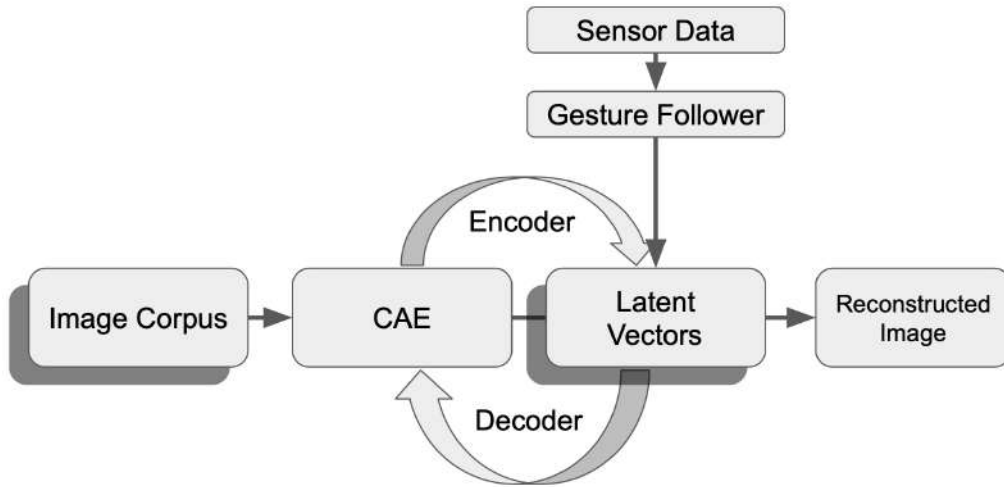 Sensor Data
Gesture Follower
Encoder
Image Corpus
CAE
Latent
Vectors
Reconstructed
Image
Decoder